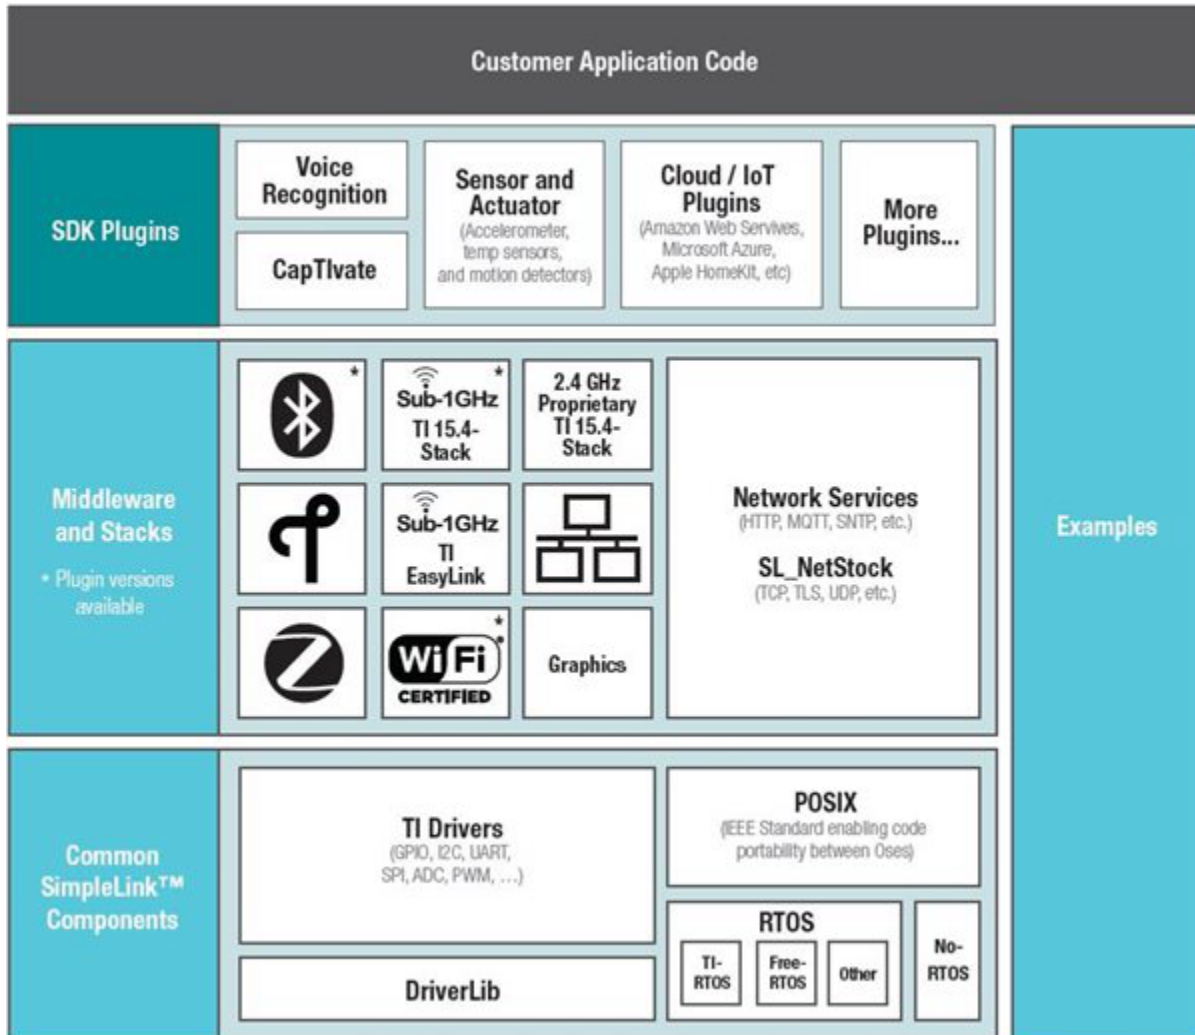 Customer Application Code
SDK Plugins
Voice
Recognition
CapTIvate
Sensor and
Actuator
(Accelerometer,
temp sensors,
and motion detectors)
Cloud / IoT
Plugins
(Amazon Web Servives,
Microsoft Azure,
Apple HomeKit, etc)
More
Plugins...
Examples
Middleware
and Stacks
* Plugin versions
available
*
Sub-1GHz
*
TI 15.4-
Stack
2.4 GHz
Proprietary
TI 15.4-
Stack
Sub-1GHz
TI
EasyLink
Z
*
Wi Fi
CERTIFIED
Graphics
Network Services
(HTTP, MQTT, SNTP, etc.)
SL_NetStock
(TCP, TLS, UDP, etc.)
Common
SimpleLink™
Components
TI Drivers
(GPIO, I2C, UART,
SPI, ADC, PWM, …)
DriverLib
POSIX
(IEEE Standard enabling code
portability between Oses)
RTOS
TI-
RTOS
Free-
RTOS
Other
No-
RTOS